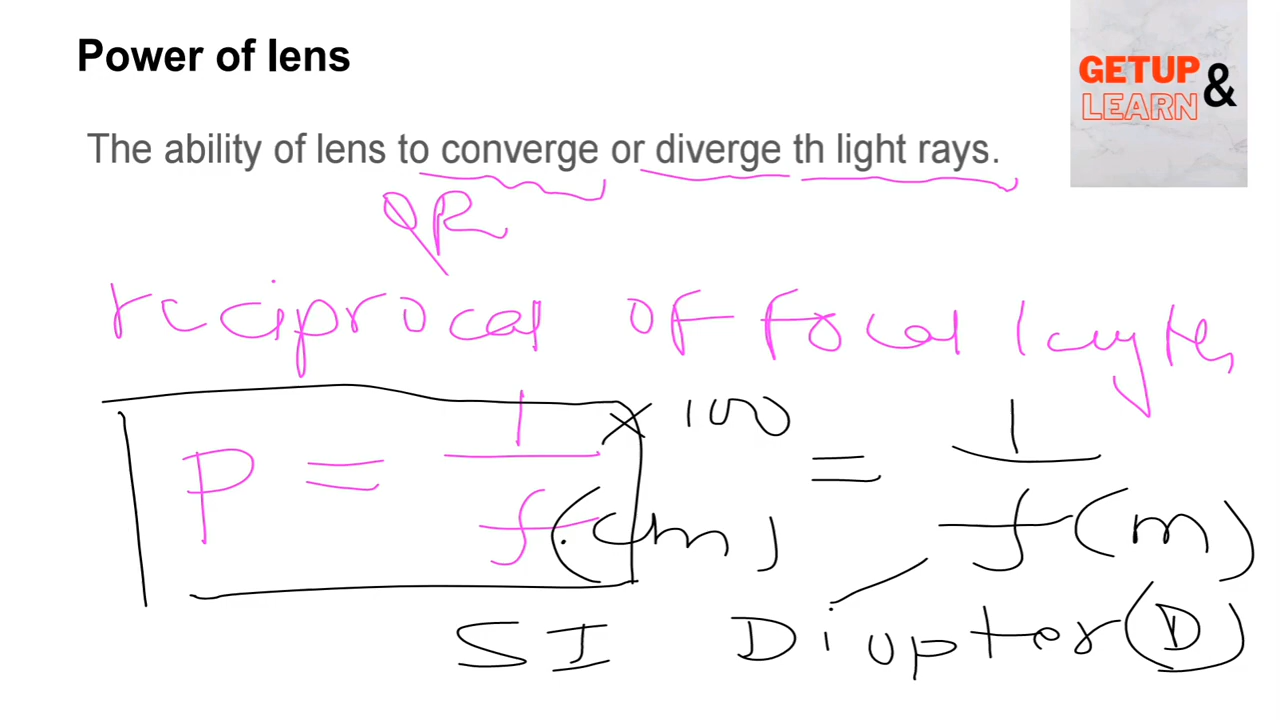 Power of lens
GETUP &
LEARN
The ability of lens to converge or diverge th light rays.
OR
reciprocal of focal length
P = 1/f(cm) × 100 = 1/f(m)
SI Diopter (D)